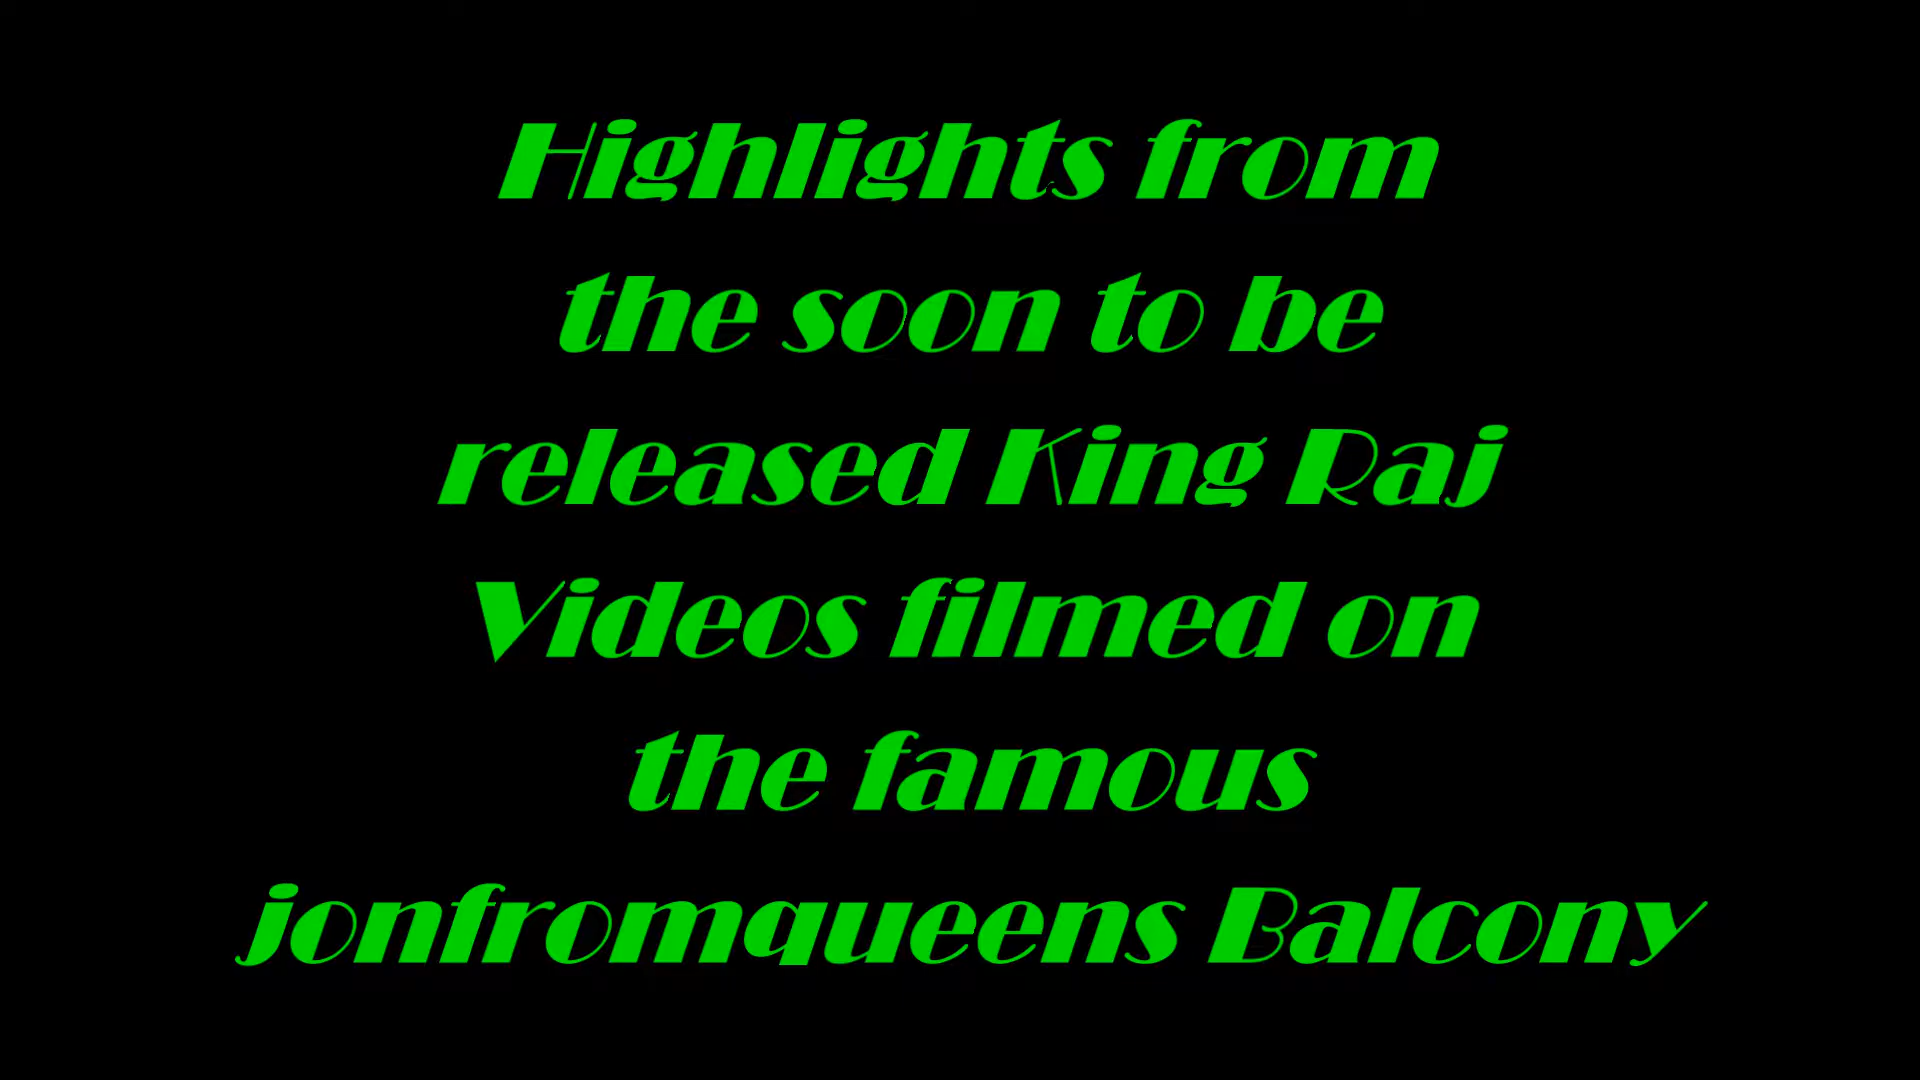 Highlights from
the soon to be
released King Raj
Videos filmed on
the famous
jonfromqueens Balcony